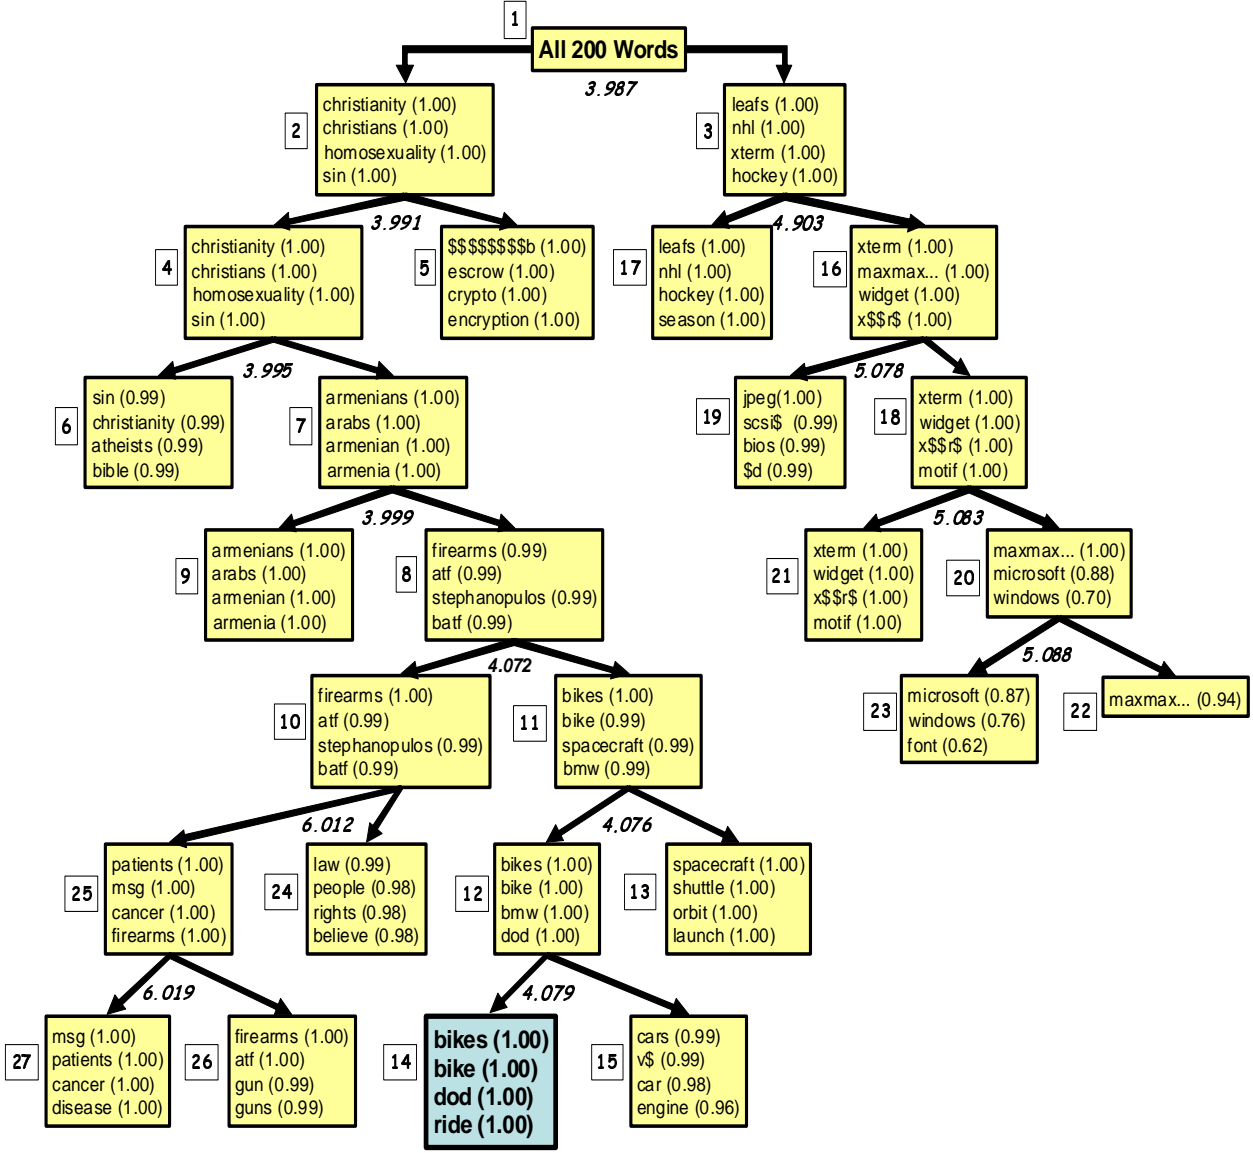 1
All 200 Words
3.987
2
christianity (1.00)
christians (1.00)
homosexuality (1.00)
sin (1.00)
3
leafs (1.00)
nhl (1.00)
xterm (1.00)
hockey (1.00)
3.991
4.903
4
christianity (1.00)
christians (1.00)
homosexuality (1.00)
sin (1.00)
5
$$$$$$$$b (1.00)
escrow (1.00)
crypto (1.00)
encryption (1.00)
17
leafs (1.00)
nhl (1.00)
hockey (1.00)
season (1.00)
16
xterm (1.00)
maxmax... (1.00)
widget (1.00)
x$$r$ (1.00)
3.995
5.078
6
sin (0.99)
christianity (0.99)
atheists (0.99)
bible (0.99)
7
armenians (1.00)
arabs (1.00)
armenian (1.00)
armenia (1.00)
19
jpeg(1.00)
scsi$ (0.99)
bios (0.99)
$d (0.99)
18
xterm (1.00)
widget (1.00)
x$$r$ (1.00)
motif (1.00)
3.999
5.083
9
armenians (1.00)
arabs (1.00)
armenian (1.00)
armenia (1.00)
8
firearms (0.99)
atf (0.99)
stephanopulos (0.99)
batf (0.99)
21
xterm (1.00)
widget (1.00)
x$$r$ (1.00)
motif (1.00)
20
maxmax... (1.00)
microsoft (0.88)
windows (0.70)
4.072
5.088
10
firearms (1.00)
atf (0.99)
stephanopulos (0.99)
batf (0.99)
11
bikes (1.00)
bike (0.99)
spacecraft (0.99)
bmw (0.99)
23
microsoft (0.87)
windows (0.76)
font (0.62)
22
maxmax... (0.94)
6.012
4.076
25
patients (1.00)
msg (1.00)
cancer (1.00)
firearms (1.00)
24
law (0.99)
people (0.98)
rights (0.98)
believe (0.98)
12
bikes (1.00)
bike (1.00)
bmw (1.00)
dod (1.00)
13
spacecraft (1.00)
shuttle (1.00)
orbit (1.00)
launch (1.00)
6.019
4.079
27
msg (1.00)
patients (1.00)
cancer (1.00)
disease (1.00)
26
firearms (1.00)
atf (1.00)
gun (0.99)
guns (0.99)
14
bikes (1.00)
bike (1.00)
dod (1.00)
ride (1.00)
15
cars (0.99)
v$ (0.99)
car (0.98)
engine (0.96)